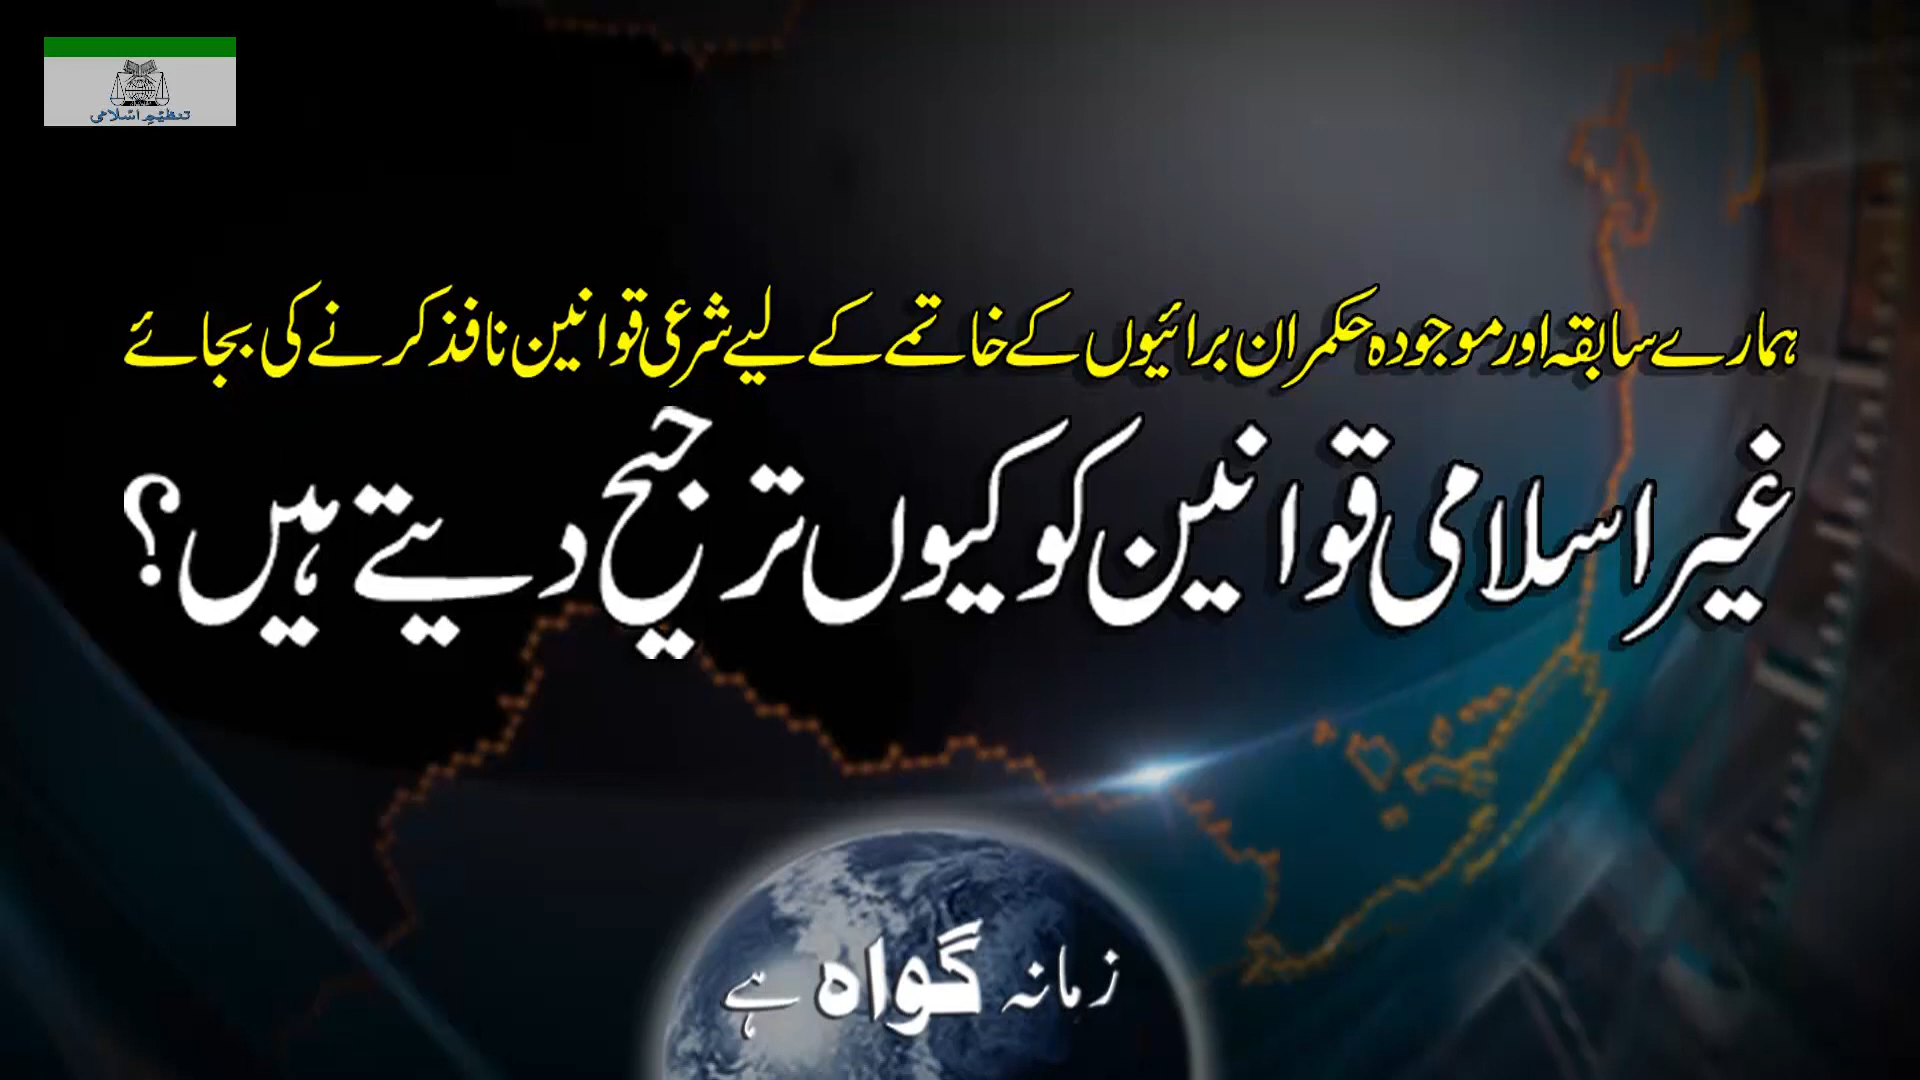 تنظیمِ اسلامی
ہمارے سابقہ اور موجودہ حکمران برائیوں کے خاتمے کے لیے شرعی قوانین نافذ کرنے کی بجائے
غیر اسلامی قوانین کو کیوں ترجیح دیتے ہیں؟
زمانہ گواہ ہے